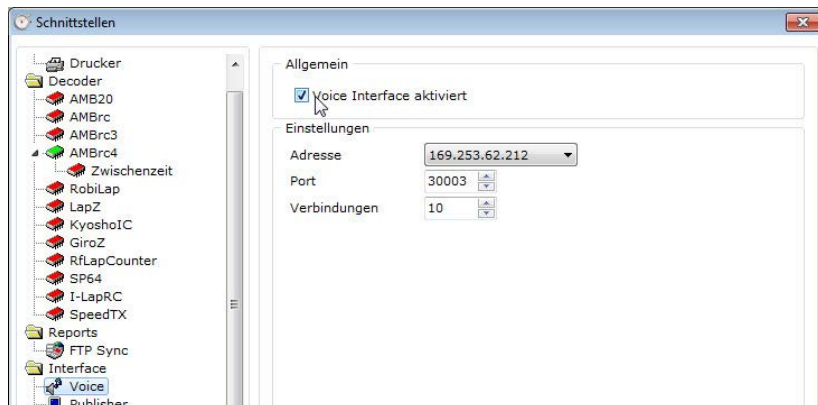 Schnittstellen
Drucker
Decoder
AMB20
AMBrc
AMBrc3
AMBrc4
Zwischenzeit
RobiLap
LapZ
KyoshoIC
GiroZ
RfLapCounter
SP64
I-LapRC
SpeedTX
Reports
FTP Sync
Interface
Voice
Publisher
Allgemein
Voice Interface aktiviert
Einstellungen
Adresse 169.253.62.212
Port 30003
Verbindungen 10